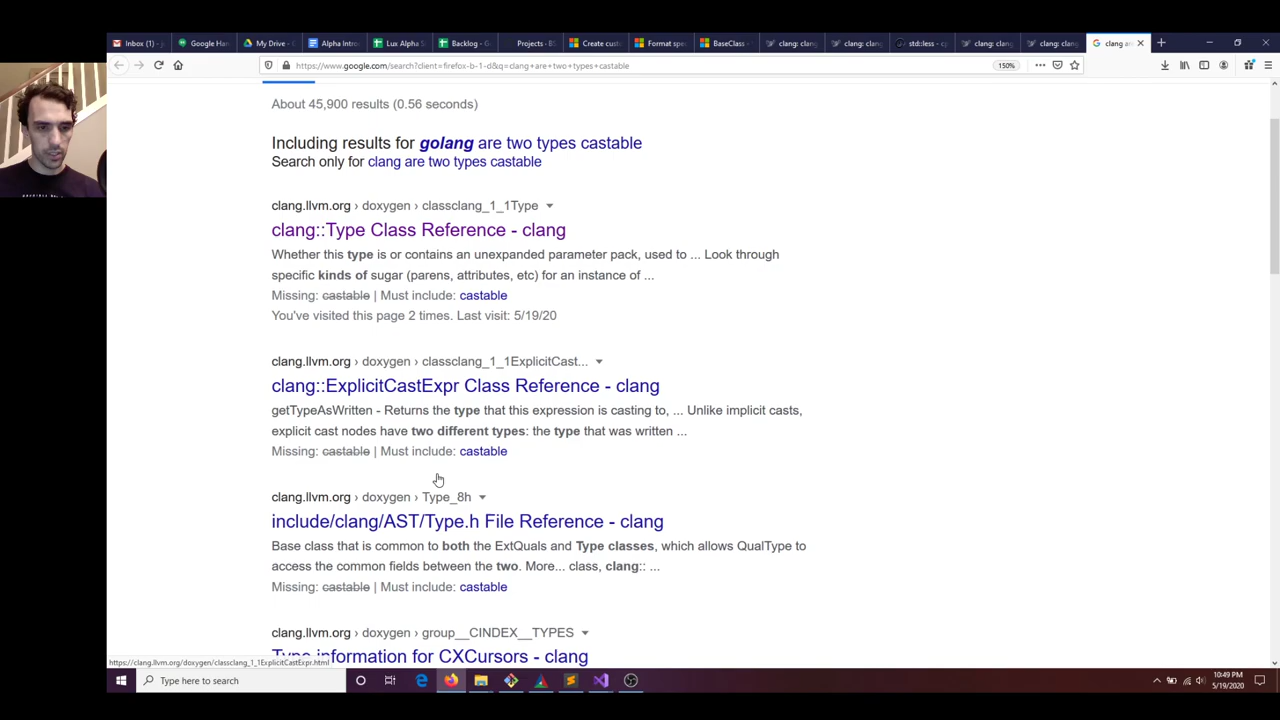 Inbox (1) - j
Google Han
My Drive - G
Alpha Intro
Lux Alpha S
Backlog - G
Projects - B
Create cust
Format spe
BaseClass -
clang: clang
clang: clang:
std::less - cp
clang: clang:
clang: clang:
clang ar
https://www.google.com/search?client=firefox-b-1-d&q=clang+are+two+types+castable
150%
About 45,900 results (0.56 seconds)
Including results for golang are two types castable
Search only for clang are two types castable
clang.llvm.org › doxygen › classclang_1_1Type
clang::Type Class Reference - clang
Whether this type is or contains an unexpanded parameter pack, used to ... Look through
specific kinds of sugar (parens, attributes, etc) for an instance of ...
Missing: castable | Must include: castable
You've visited this page 2 times. Last visit: 5/19/20
clang.llvm.org › doxygen › classclang_1_1ExplicitCast...
clang::ExplicitCastExpr Class Reference - clang
getTypeAsWritten - Returns the type that this expression is casting to, ... Unlike implicit casts,
explicit cast nodes have two different types: the type that was written ...
Missing: castable | Must include: castable
clang.llvm.org › doxygen › Type_8h
include/clang/AST/Type.h File Reference - clang
Base class that is common to both the ExtQuals and Type classes, which allows QualType to
access the common fields between the two. More... class, clang:: ...
Missing: castable | Must include: castable
clang.llvm.org › doxygen › group__CINDEX__TYPES
Type information for CXCursors - clang
https://clang.llvm.org/doxygen/classclang_1_1ExplicitCastExpr.html
Type here to search
10:49 PM
5/19/2020